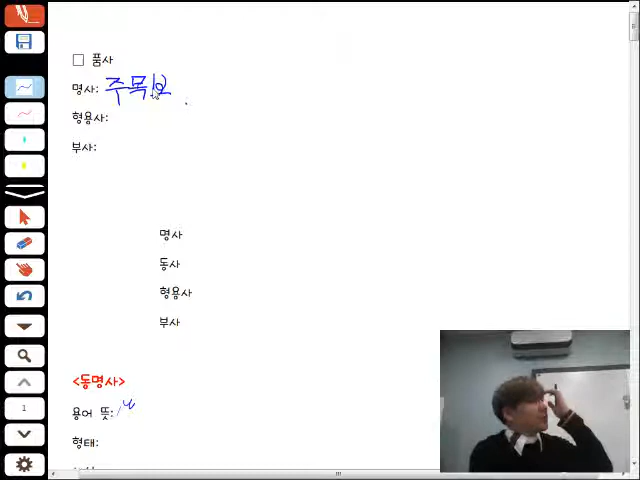 □ 품사
명사: 주목보
형용사:
부사:
명사
동사
형용사
부사
<동명사>
용어 뜻:
형태:
1